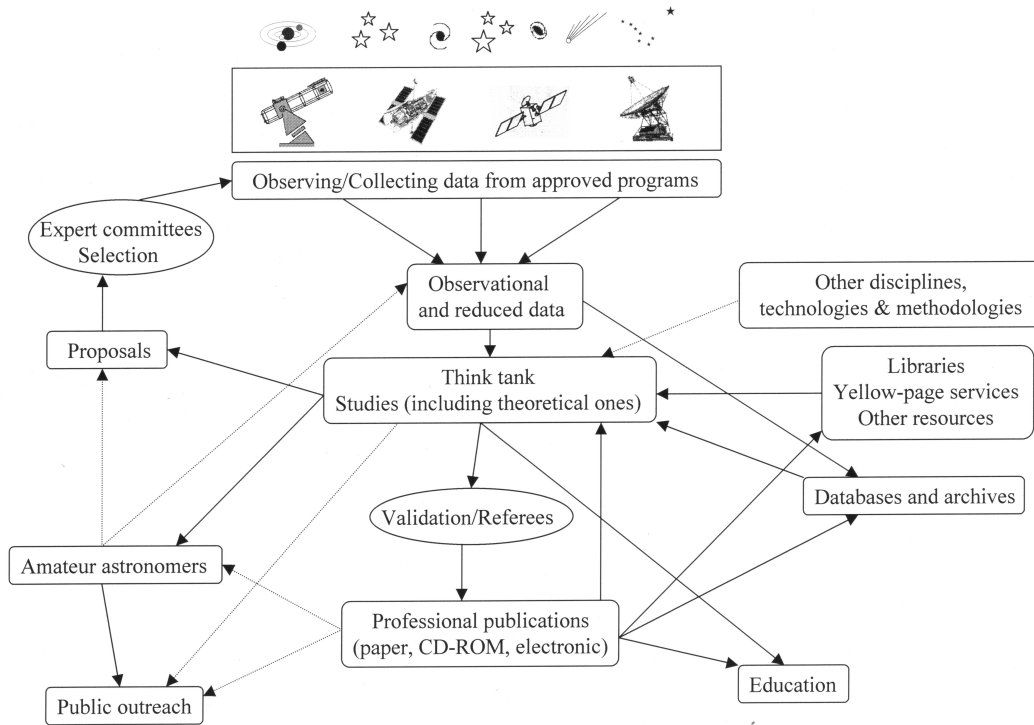 Observing/Collecting data from approved programs
Expert committees
Selection
Observational
and reduced data
Other disciplines,
technologies & methodologies
Proposals
Think tank
Studies (including theoretical ones)
Libraries
Yellow-page services
Other resources
Databases and archives
Validation/Referees
Amateur astronomers
Professional publications
(paper, CD-ROM, electronic)
Education
Public outreach